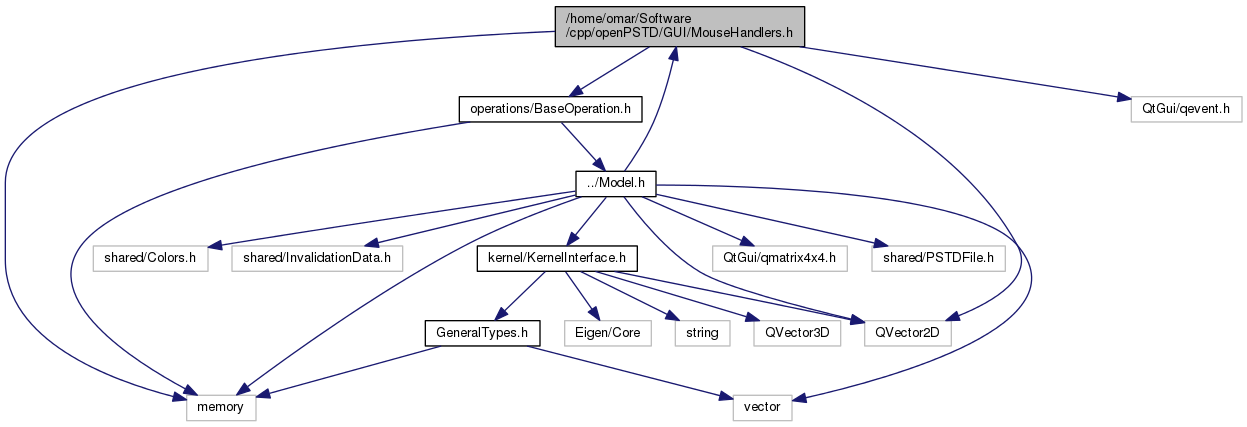 /home/omar/Software
/cpp/openPSTD/GUI/MouseHandlers.h
operations/BaseOperation.h
QtGui/qevent.h
../Model.h
shared/Colors.h
shared/InvalidationData.h
kernel/KernelInterface.h
QtGui/qmatrix4x4.h
shared/PSTDFile.h
GeneralTypes.h
Eigen/Core
string
QVector3D
QVector2D
memory
vector